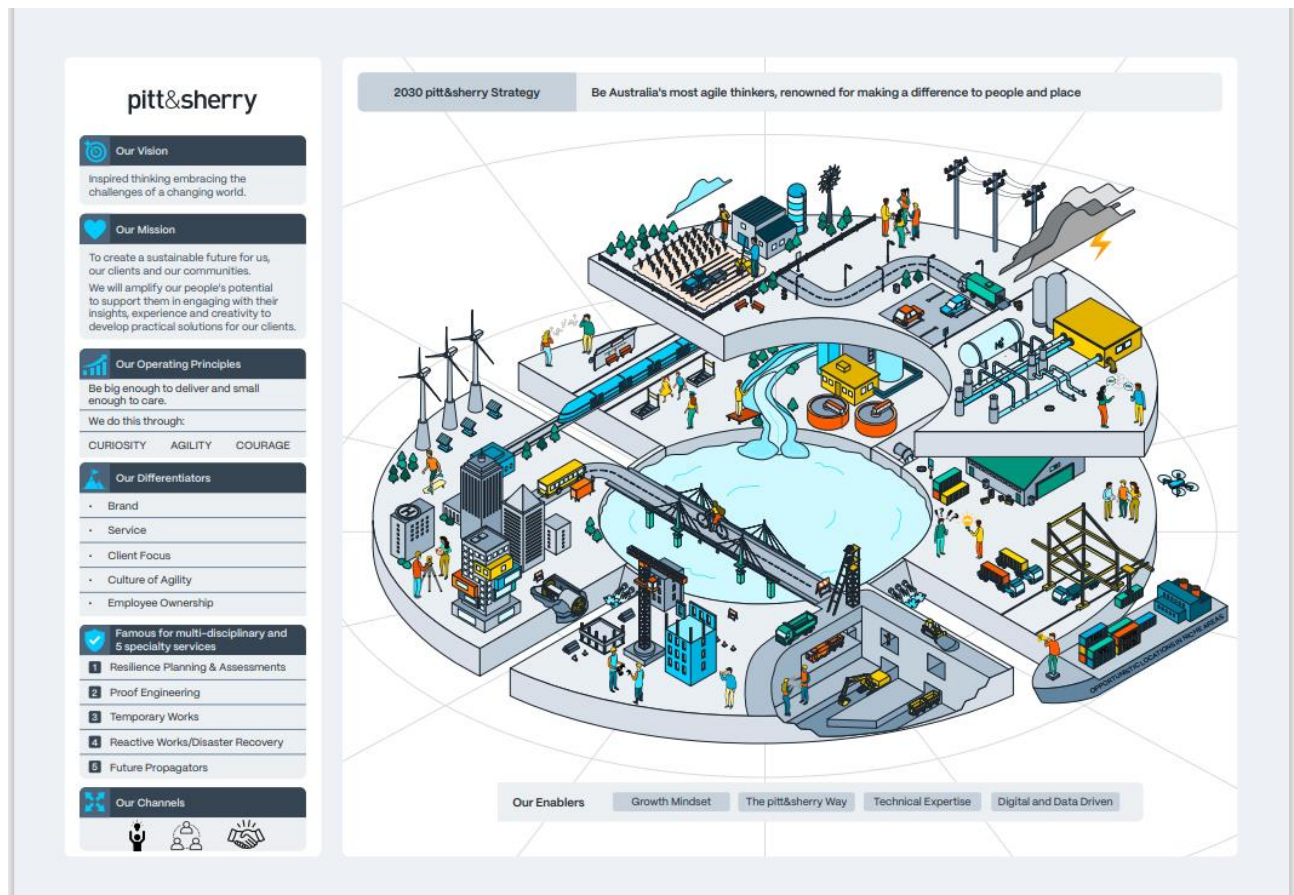 pitt&sherry
Our Vision
Inspired thinking embracing the
challenges of a changing world.
Our Mission
To create a sustainable future for us,
our clients and our communities.
We will amplify our people's potential
to support them in engaging with their
insights, experience and creativity to
develop practical solutions for our clients.
Our Operating Principles
Be big enough to deliver and small
enough to care.
We do this through:
CURIOSITY AGILITY COURAGE
Our Differentiators
• Brand
• Service
• Client Focus
• Culture of Agility
• Employee Ownership
Famous for multi-disciplinary and
5 specialty services
1 Resilience Planning & Assessments
2 Proof Engineering
3 Temporary Works
4 Reactive Works/Disaster Recovery
5 Future Propagators
Our Channels
2030 pitt&sherry Strategy
Be Australia's most agile thinkers, renowned for making a difference to people and place
H
OPPORTUNISTIC LOCATIONS IN NICHE AREAS
Our Enablers
Growth Mindset
The pitt&sherry Way
Technical Expertise
Digital and Data Driven